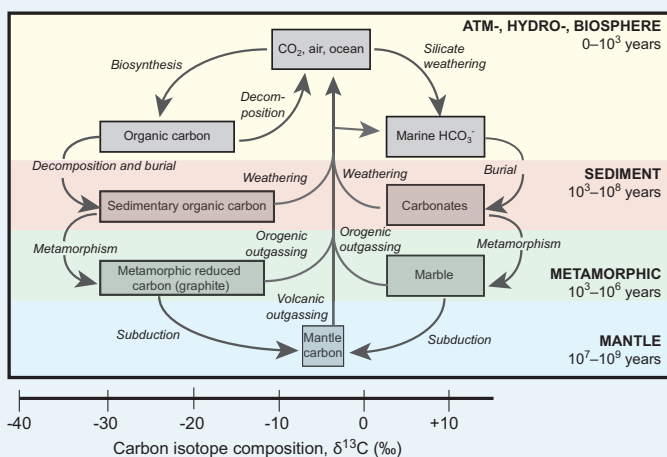 ATM-, HYDRO-, BIOSPHERE
0–10³ years
CO₂, air, ocean
Biosynthesis
Silicate
weathering
Decom-
position
Organic carbon
Marine HCO₃⁻
Decomposition and burial
Weathering
Weathering
Burial
SEDIMENT
10³–10⁸ years
Sedimentary organic carbon
Carbonates
Metamorphism
Orogenic
outgassing
Orogenic
outgassing
Metamorphism
Metamorphic reduced
carbon (graphite)
Marble
METAMORPHIC
10³–10⁶ years
Volcanic
outgassing
Subduction
Mantle
carbon
Subduction
MANTLE
10⁷–10⁹ years
-40 -30 -20 -10 0 +10
Carbon isotope composition, δ¹³C (‰)